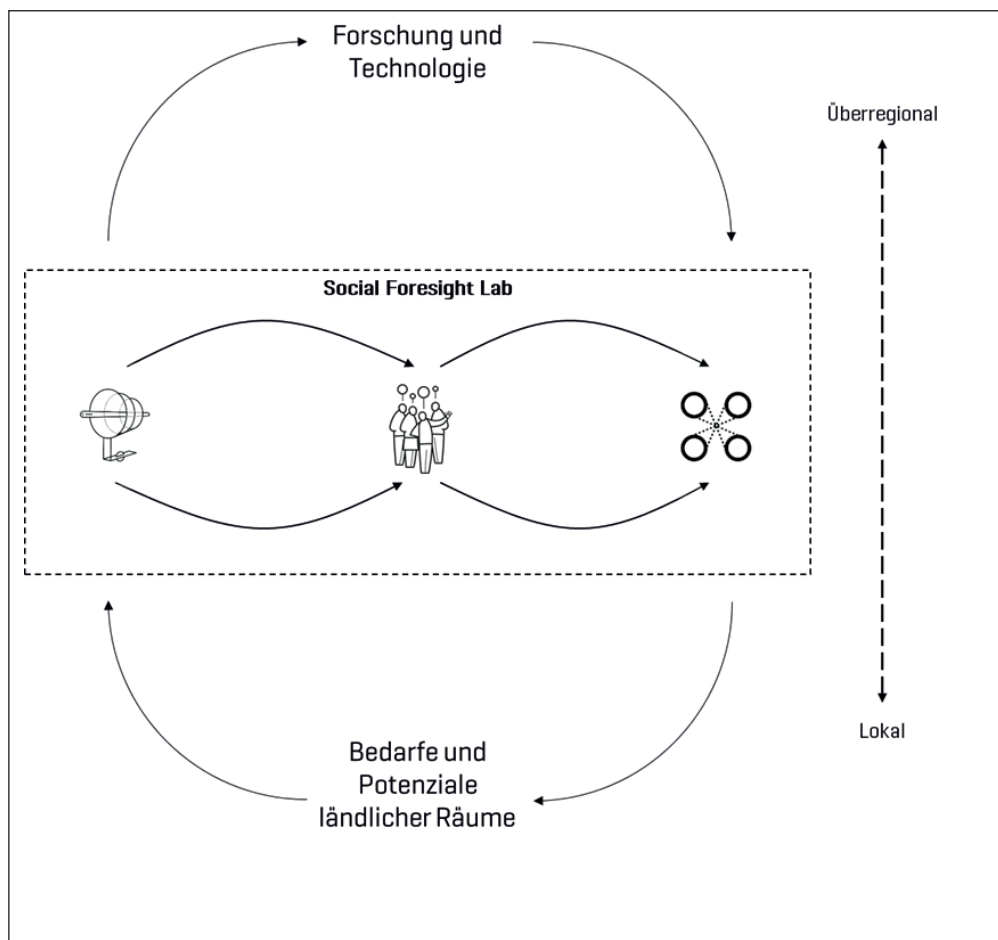 Forschung und
Technologie
Überregional
Social Foresight Lab
Lokal
Bedarfe und
Potenziale
ländlicher Räume